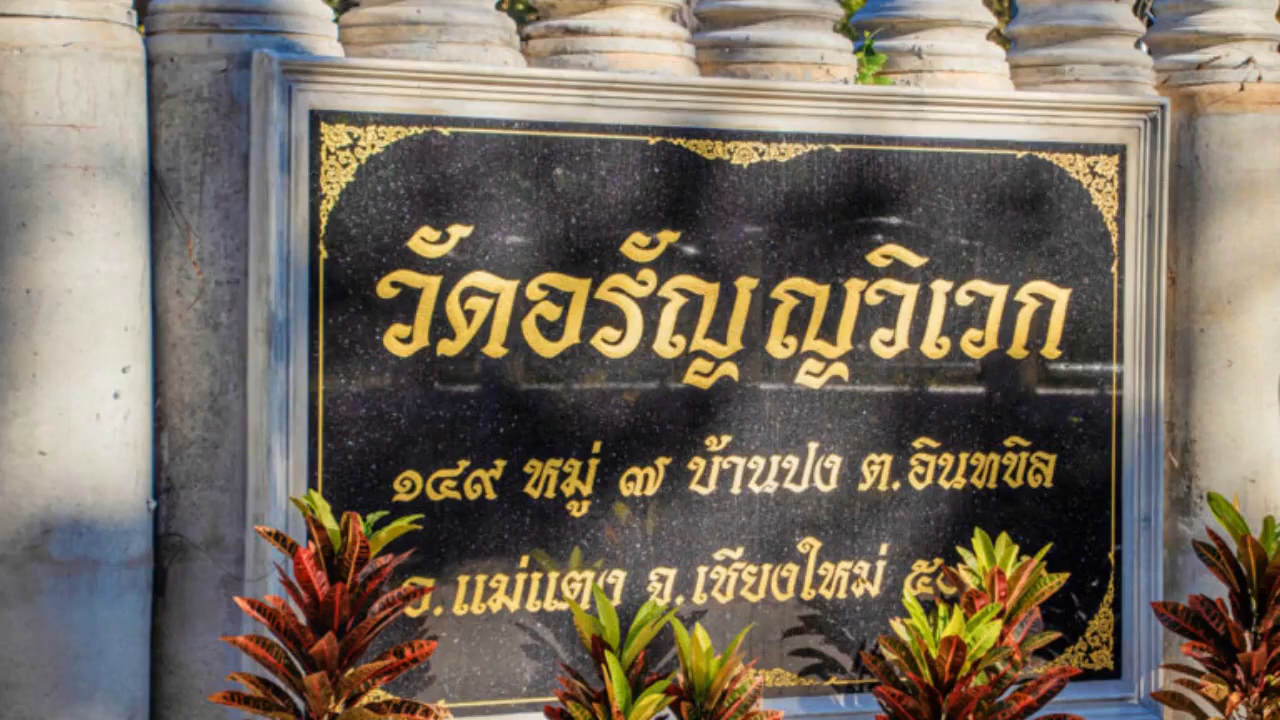 วัดอรัญญวิเวก
๑๔๙ หมู่ ๗ บ้านปง ต.อินทขิล
อ.แม่แตง จ.เชียงใหม่